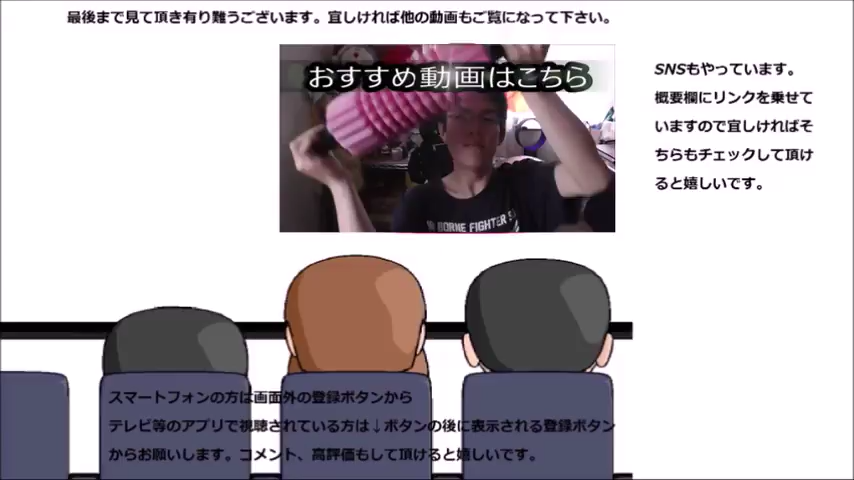 最後まで見て頂き有り難うございます。宜しければ他の動画もご覧になって下さい。
おすすめ動画はこちら
BORNE FIGHTER S
SNSもやっています。
概要欄にリンクを乗せて
いますので宜しければそ
ちらもチェックして頂け
ると嬉しいです。
スマートフォンの方は画面外の登録ボタンから
テレビ等のアプリで視聴されている方は↓ボタンの後に表示される登録ボタン
からお願いします。コメント、高評価もして頂けると嬉しいです。